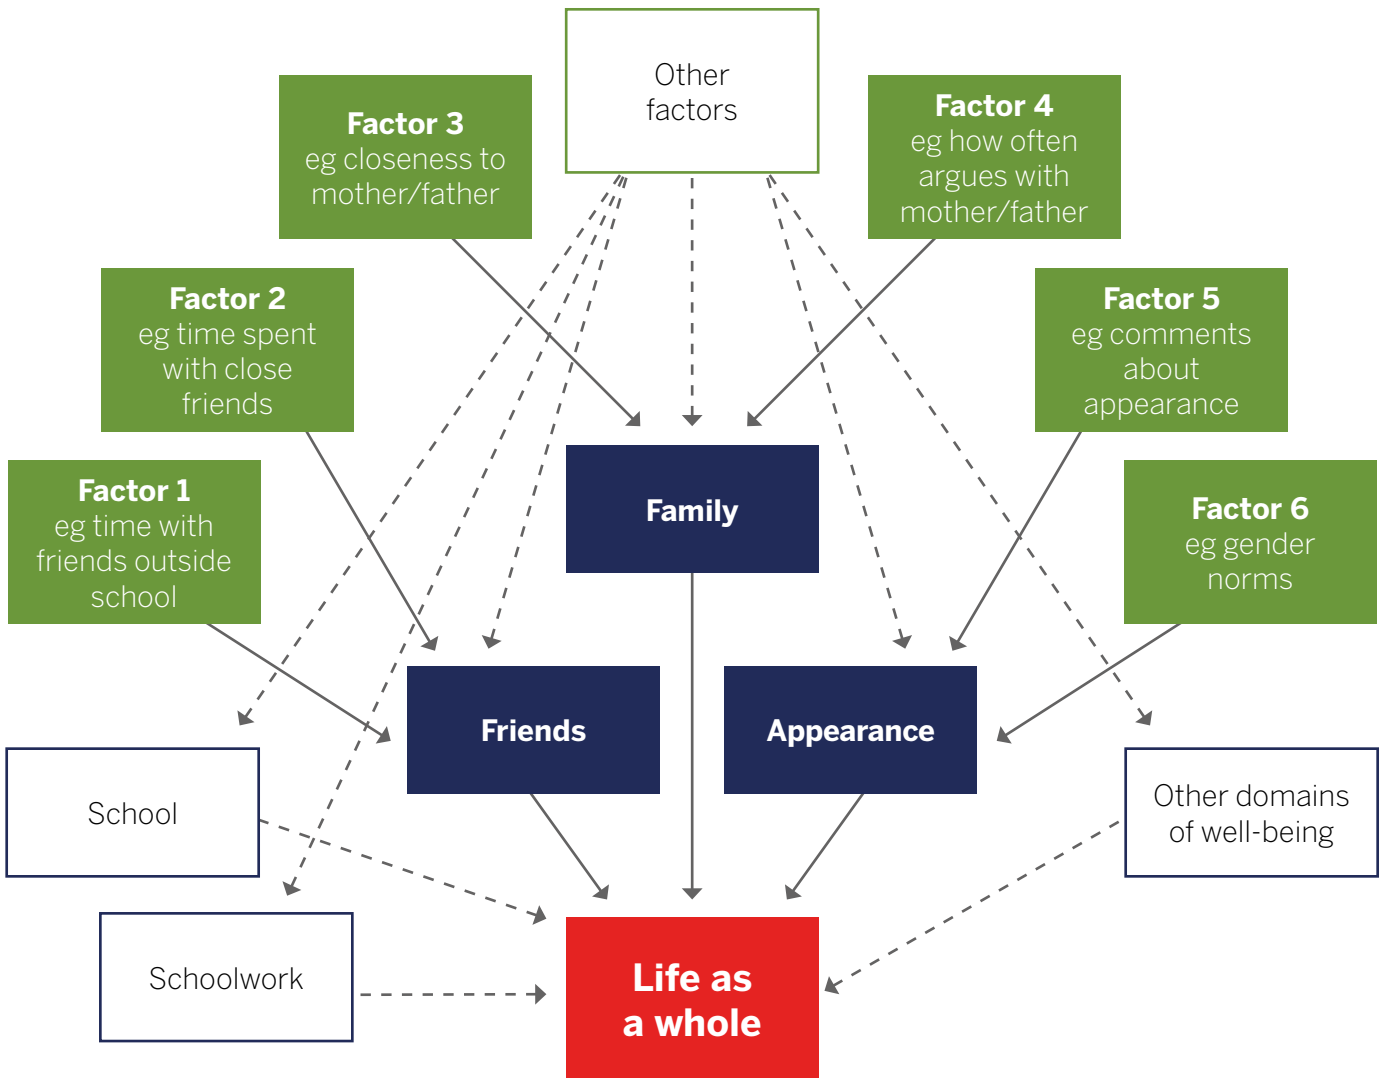 Other
factors
Factor 3
eg closeness to
mother/father
Factor 4
eg how often
argues with
mother/father
Factor 2
eg time spent
with close
friends
Factor 5
eg comments
about
appearance
Factor 1
eg time with
friends outside
school
Family
Factor 6
eg gender
norms
Friends
Appearance
School
Other domains
of well-being
Schoolwork
Life as
a whole